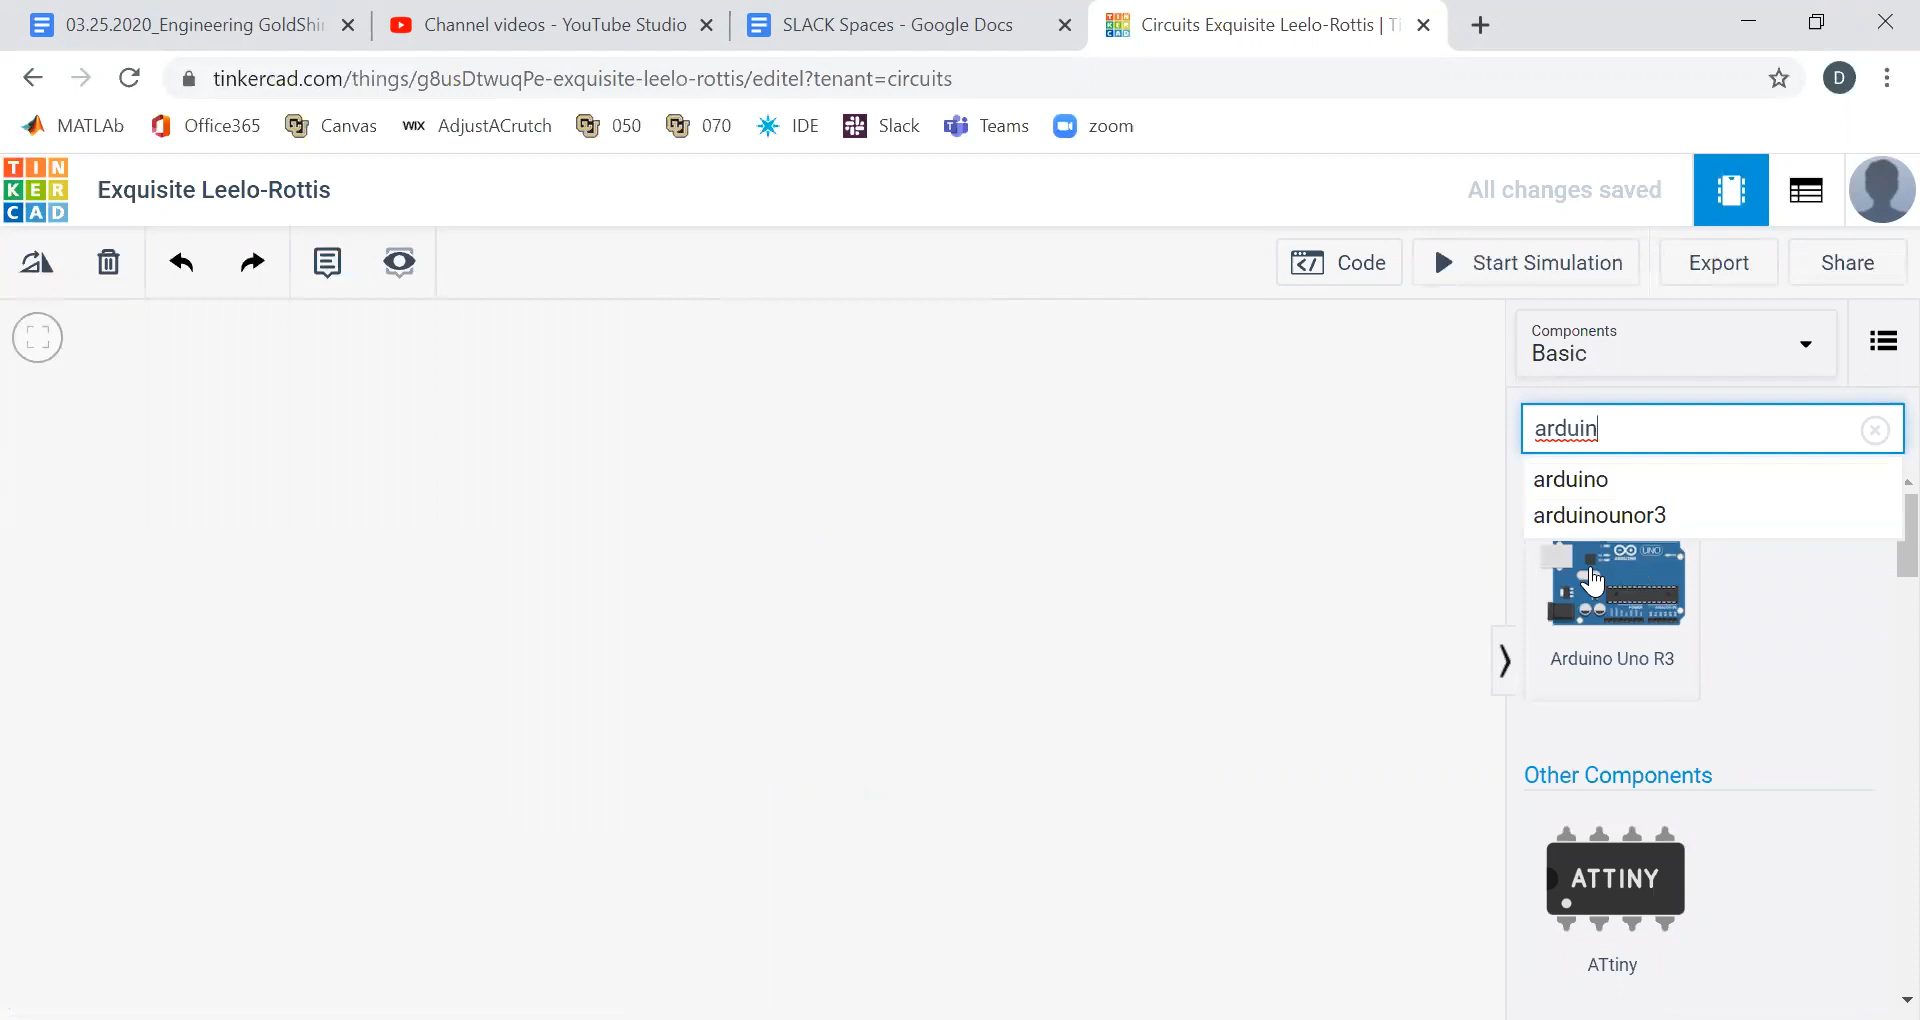 03.25.2020_Engineering GoldShi
Channel videos - YouTube Studio
SLACK Spaces - Google Docs
Circuits Exquisite Leelo-Rottis | Ti
tinkercad.com/things/g8usDtwuqPe-exquisite-leelo-rottis/editel?tenant=circuits
D
MATLAb
Office365
Canvas
WIX AdjustACrutch
050
070
IDE
Slack
Teams
zoom
TIN
KER
CAD
Exquisite Leelo-Rottis
All changes saved
Code
Start Simulation
Export
Share
Components
Basic
arduin
arduino
arduinounor3
UNO
Arduino Uno R3
Other Components
ATTINY
ATtiny